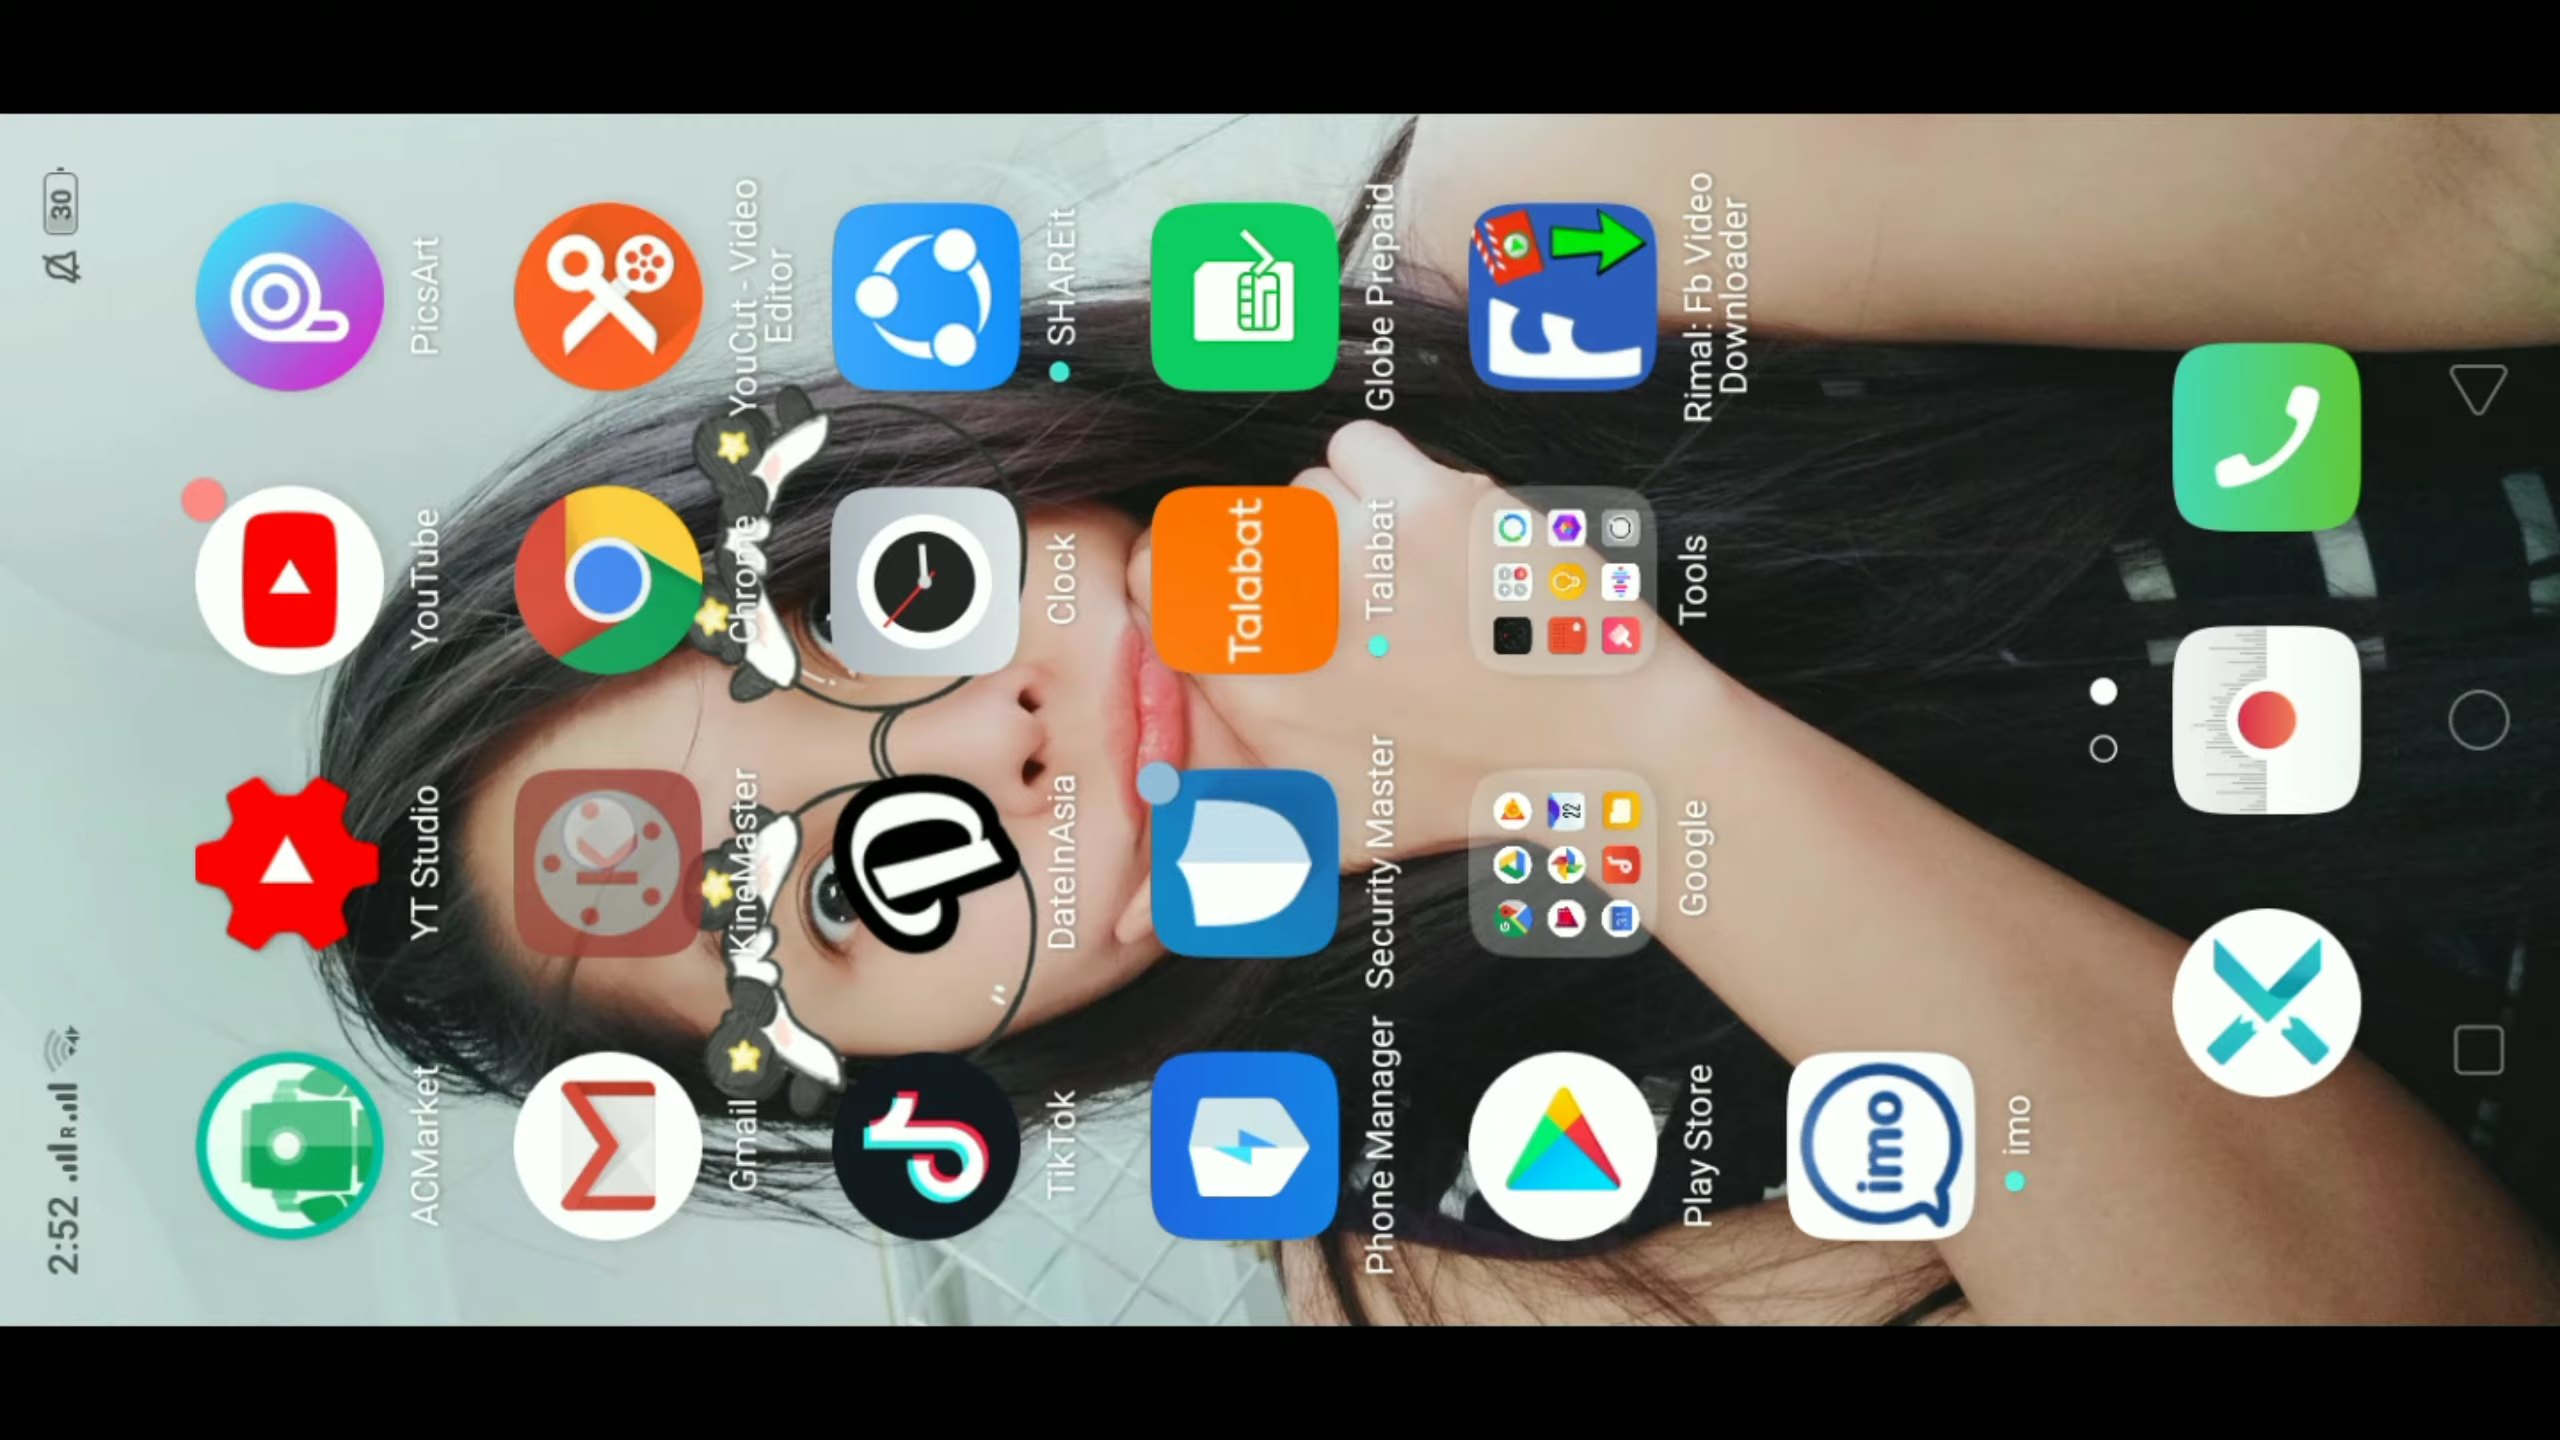 2:52 R 30
ACMarket YT Studio YouTube PicsArt
Gmail KineMaster Chrome YouCut - Video
Editor
TikTok DateInAsia Clock SHAREit
Talabat
Phone Manager Security Master Talabat Globe Prepaid
Play Store Google Tools Rimal: Fb Video
Downloader
imo
imo